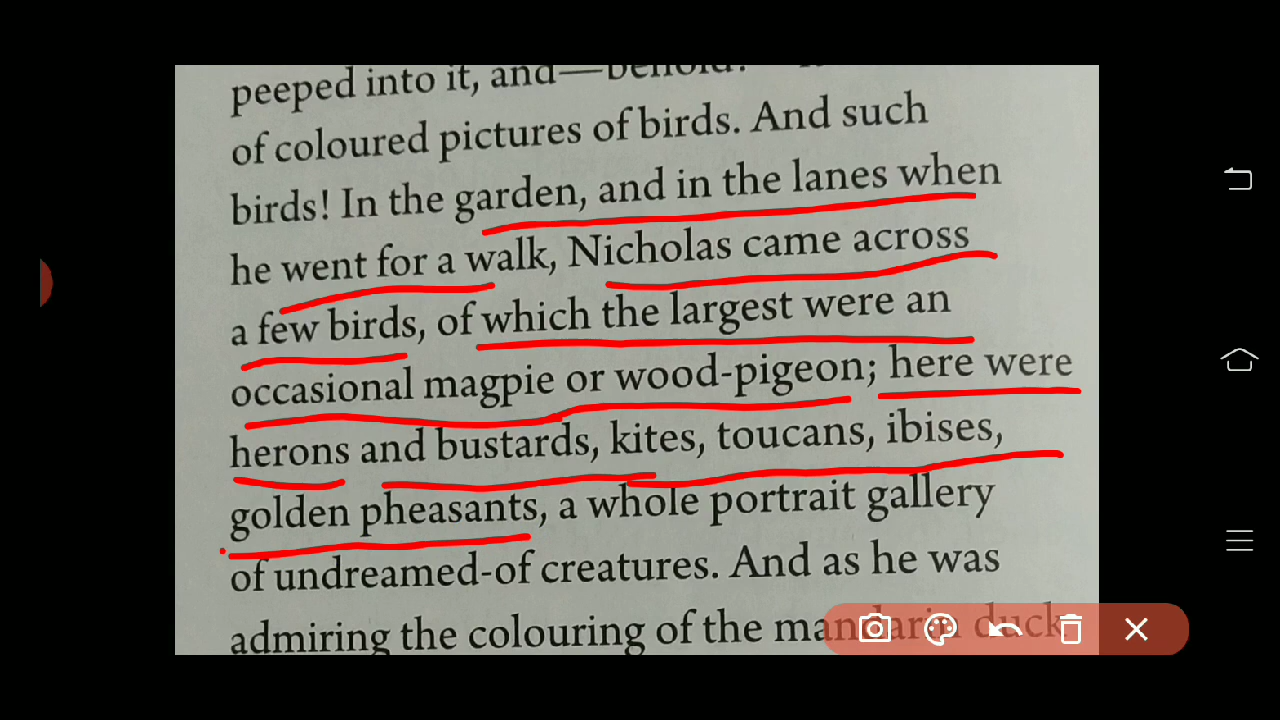 peeped into it, and—behold!
of coloured pictures of birds. And such
birds! In the garden, and in the lanes when
he went for a walk, Nicholas came across
a few birds, of which the largest were an
occasional magpie or wood-pigeon; here were
herons and bustards, kites, toucans, ibises,
golden pheasants, a whole portrait gallery
of undreamed-of creatures. And as he was
admiring the colouring of the mandarin duck